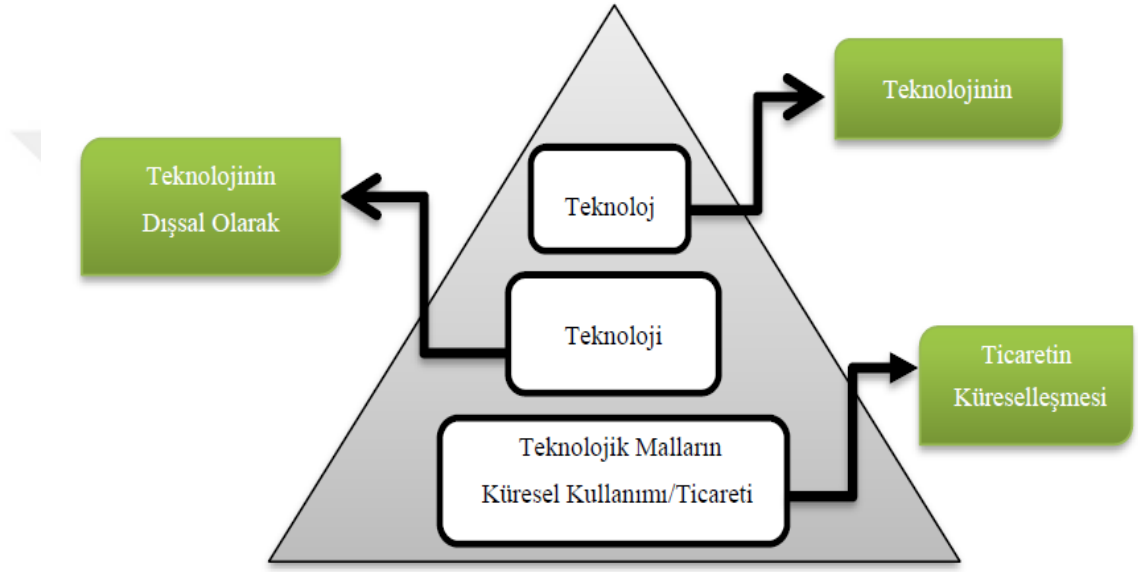 Teknolojinin
Teknoloj
Teknolojinin
Dışsal Olarak
Teknoloji
Ticaretin
Küreselleşmesi
Teknolojik Malların
Küresel Kullanımı/Ticareti